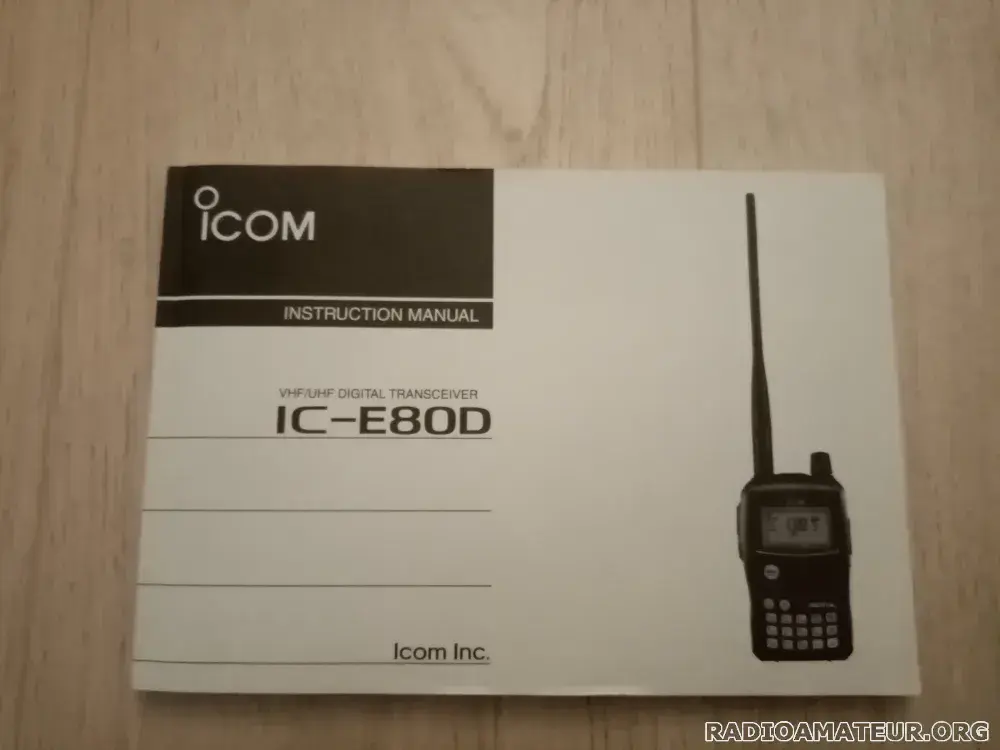 ICOM
INSTRUCTION MANUAL
VHF/UHF DIGITAL TRANSCEIVER
IC-E80D
Icom Inc.
RADIOAMATEUR.ORG